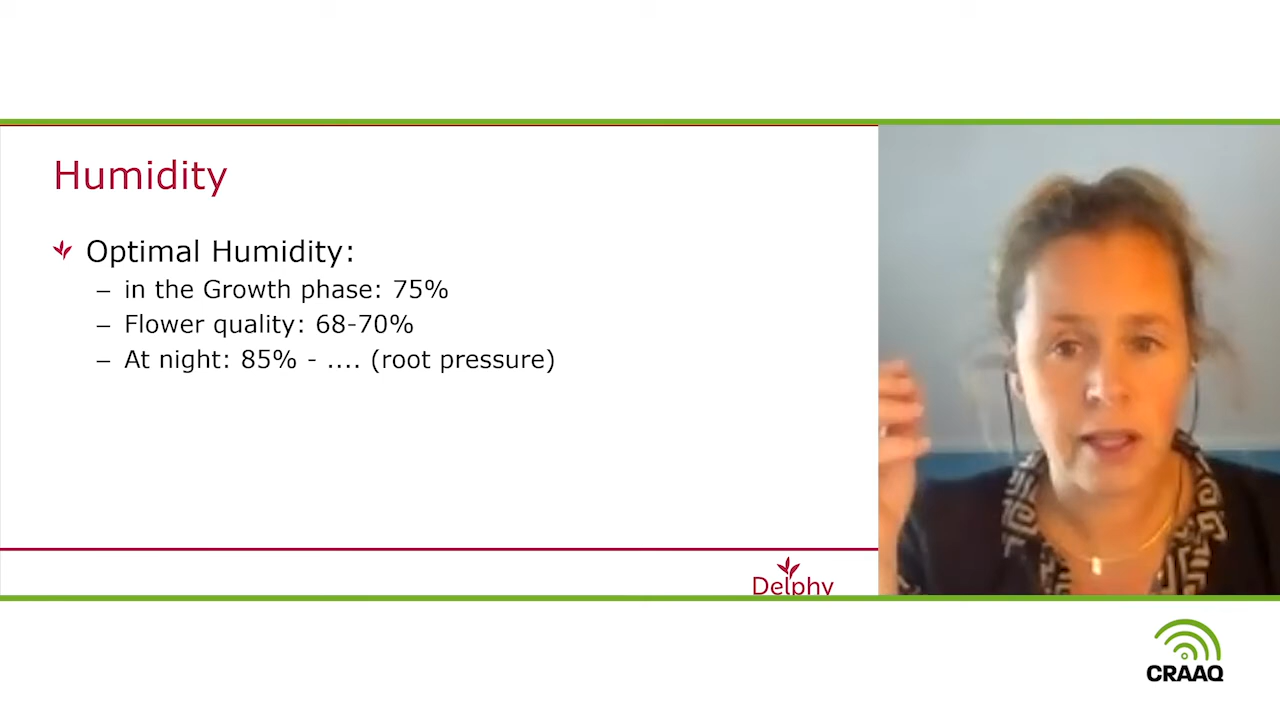 Humidity
Optimal Humidity:
– in the Growth phase: 75%
– Flower quality: 68-70%
– At night: 85% - .... (root pressure)
Delphy
CRAAQ